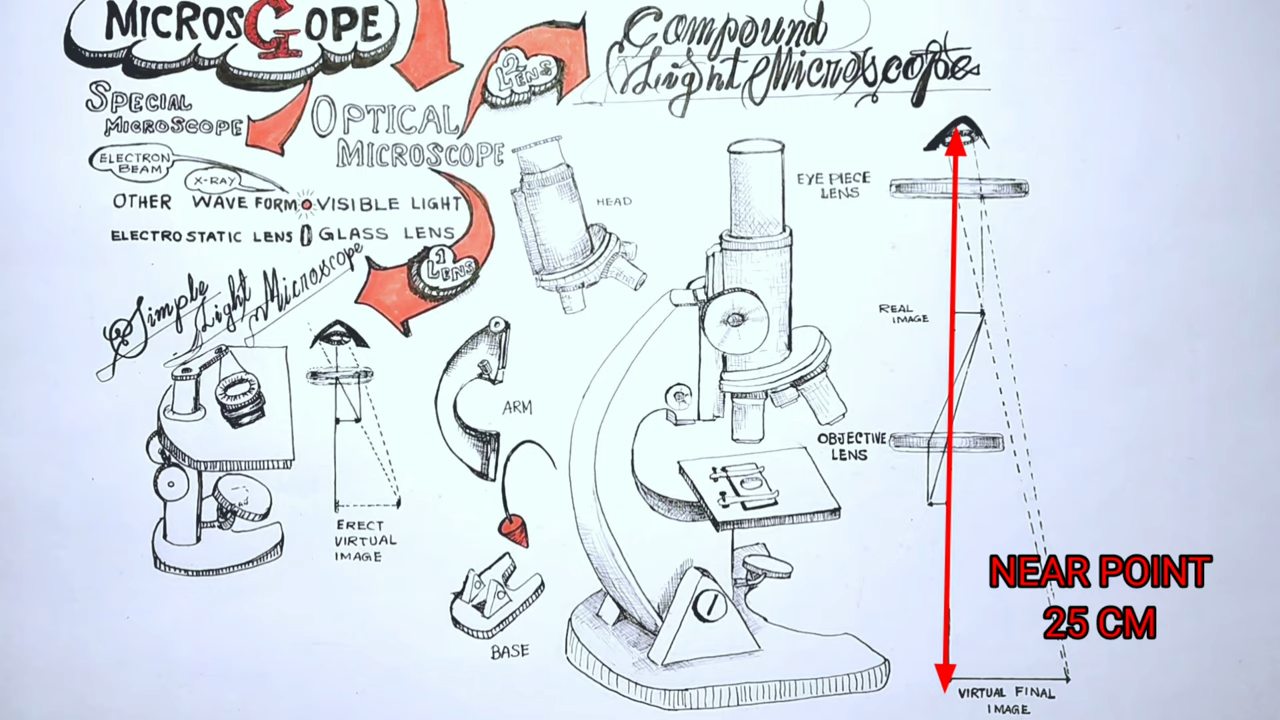 MICROSCOPE
SPECIAL
MICROSCOPE
ELECTRON
BEAM
X-RAY
OTHER WAVE FORM VISIBLE LIGHT
ELECTROSTATIC LENS GLASS LENS
OPTICAL
MICROSCOPE
2 LENS
1 LENS
Compound
Light Microscope
Simple
Light Microscope
ERECT
VIRTUAL
IMAGE
HEAD
ARM
BASE
EYE PIECE
LENS
REAL
IMAGE
OBJECTIVE
LENS
NEAR POINT
25 CM
VIRTUAL FINAL
IMAGE